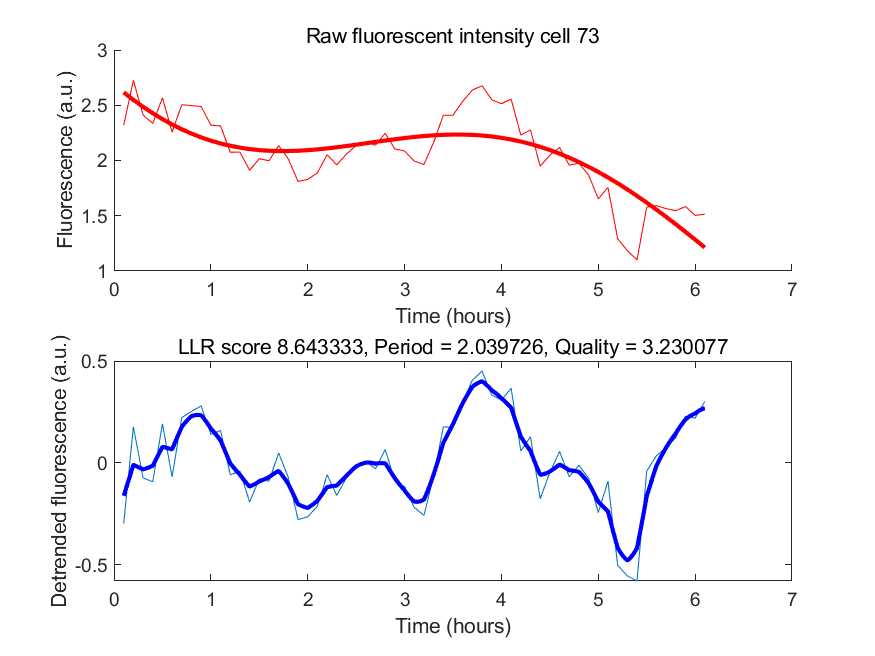 Raw fluorescent intensity cell 73
Fluorescence (a.u.)
3
2.5
2
1.5
1
0 1 2 3 4 5 6 7
Time (hours)
LLR score 8.643333, Period = 2.039726, Quality = 3.230077
Detrended fluorescence (a.u.)
0.5
0
-0.5
0 1 2 3 4 5 6 7
Time (hours)